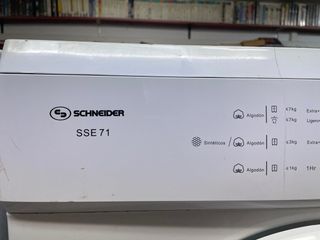 SCHNEIDER
SSE 71
Algodón ≤7kg Extra+
≤7kg Ligero+
Sintéticos / Algodón ≤3kg Extra+
Algodón ≤1kg 1Hr